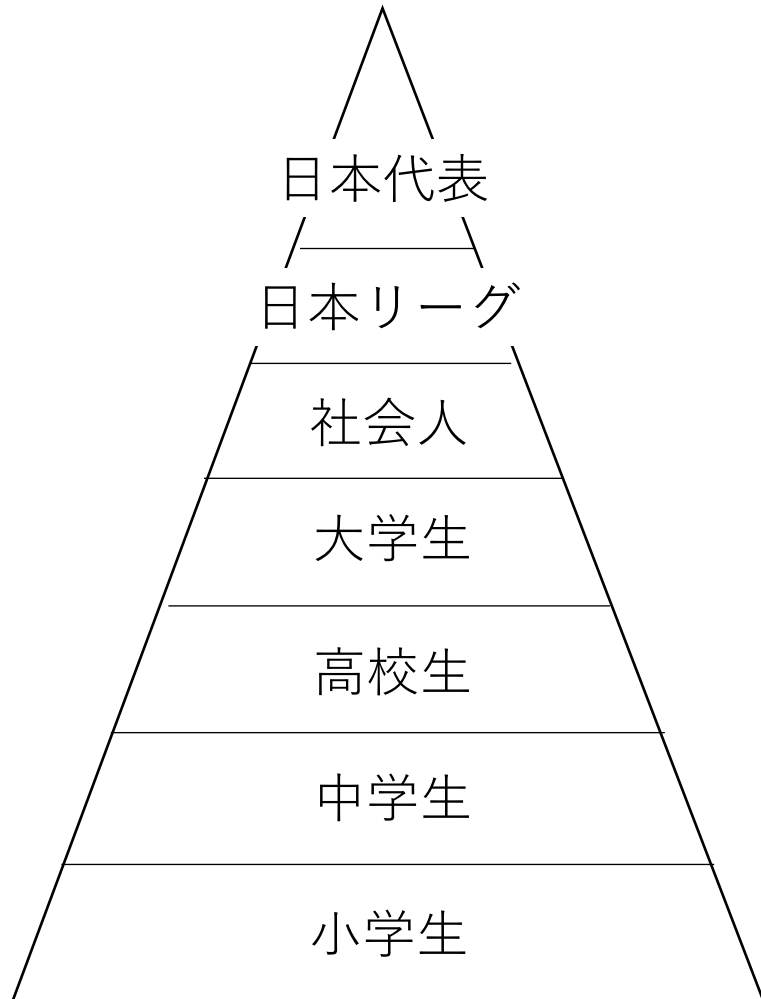 日本代表
日本リーグ
社会人
大学生
高校生
中学生
小学生